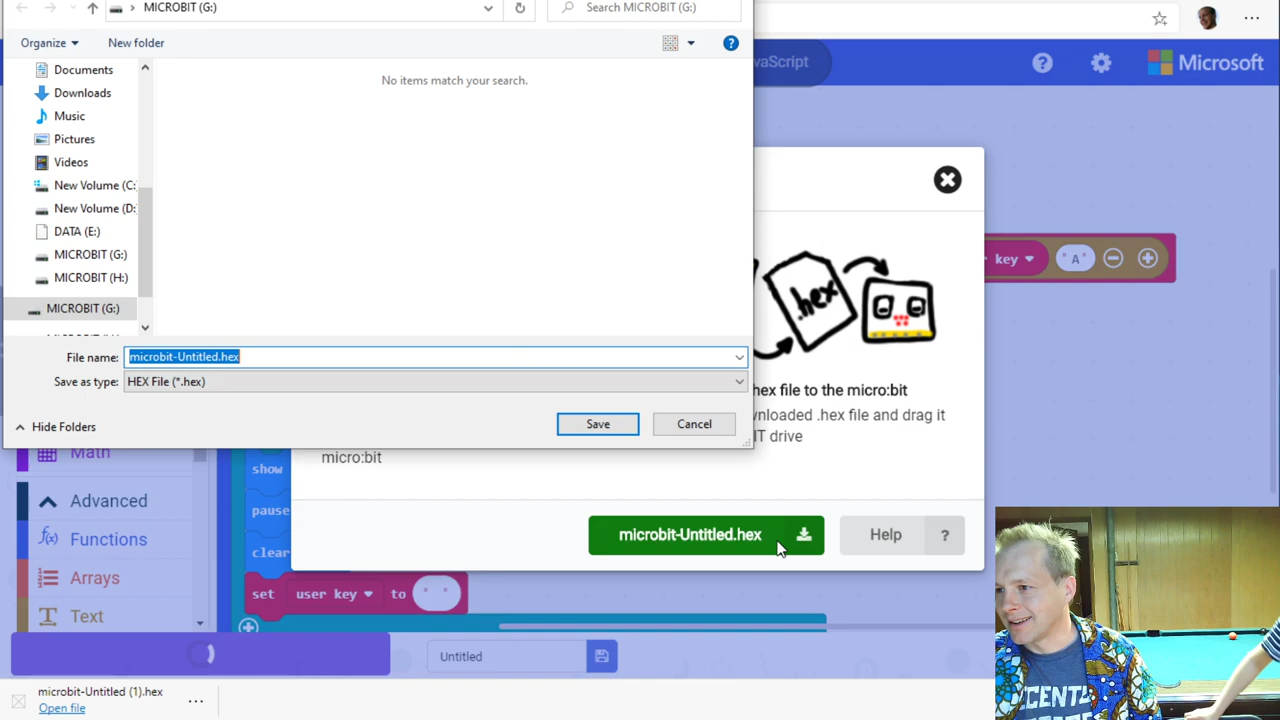 MICROBIT (G:)
Search MICROBIT (G:)
Organize
New folder
?
vaScript
?
Microsoft
Documents
Downloads
Music
Pictures
Videos
New Volume (C:
New Volume (D:
DATA (E:)
MICROBIT (G:)
MICROBIT (H:)
MICROBIT (G:)
No items match your search.
File name: microbit-Untitled.hex
Save as type: HEX File (*.hex)
Hide Folders
Save
Cancel
.hex
key
"A"
hex file to the micro:bit
wnloaded .hex file and drag it
IT drive
micro:bit
microbit-Untitled.hex
Help ?
Math
Advanced
Functions
Arrays
Text
show
pause
clear
set user key to " "
Untitled
microbit-Untitled (1).hex
Open file
...
ECENTL